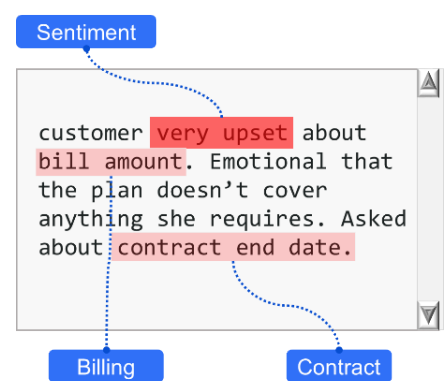 Sentiment
customer very upset about
bill amount. Emotional that
the plan doesn’t cover
anything she requires. Asked
about contract end date.
Billing
Contract